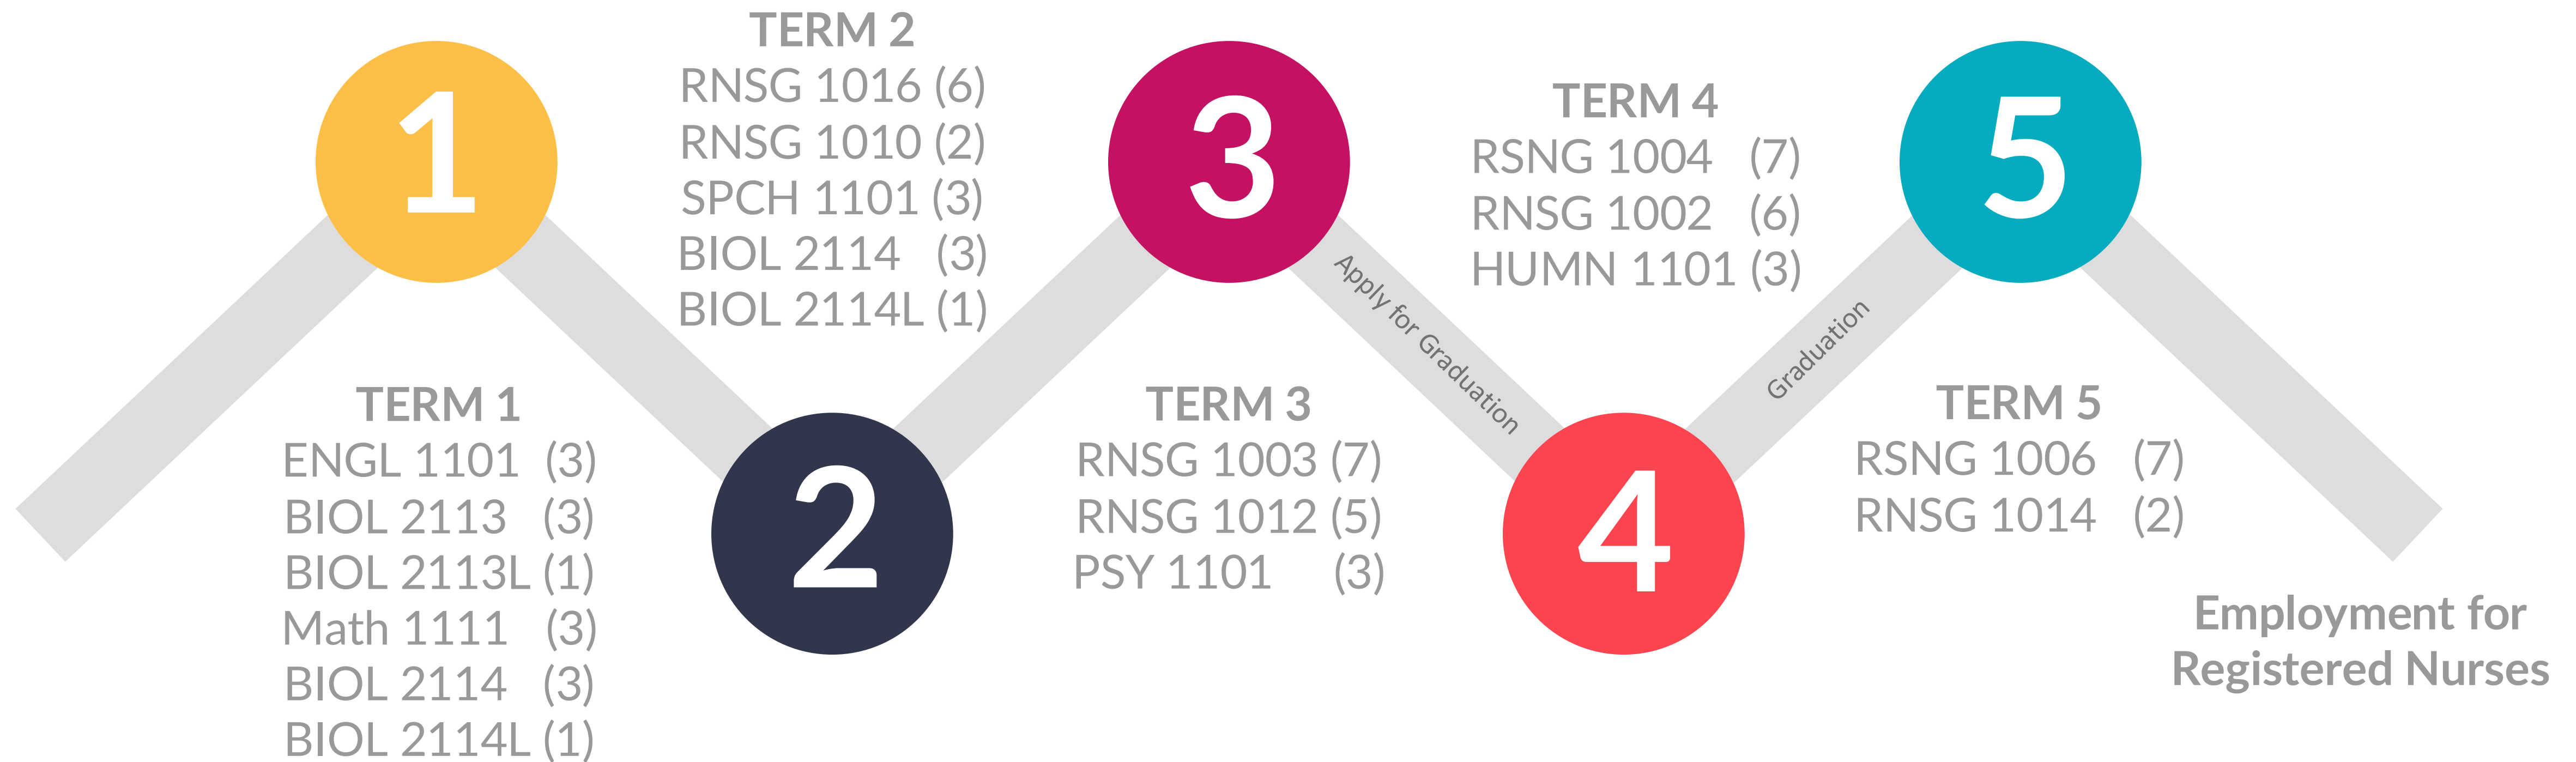 1
TERM 1
ENGL 1101 (3)
BIOL 2113 (3)
BIOL 2113L (1)
Math 1111 (3)
BIOL 2114 (3)
BIOL 2114L (1)
2
TERM 2
RNSG 1016 (6)
RNSG 1010 (2)
SPCH 1101 (3)
BIOL 2114 (3)
BIOL 2114L (1)
3
TERM 3
RNSG 1003 (7)
RNSG 1012 (5)
PSY 1101 (3)
Apply for Graduation
4
TERM 4
RSNG 1004 (7)
RNSG 1002 (6)
HUMN 1101 (3)
Graduation
5
TERM 5
RSNG 1006 (7)
RNSG 1014 (2)
Employment for
Registered Nurses